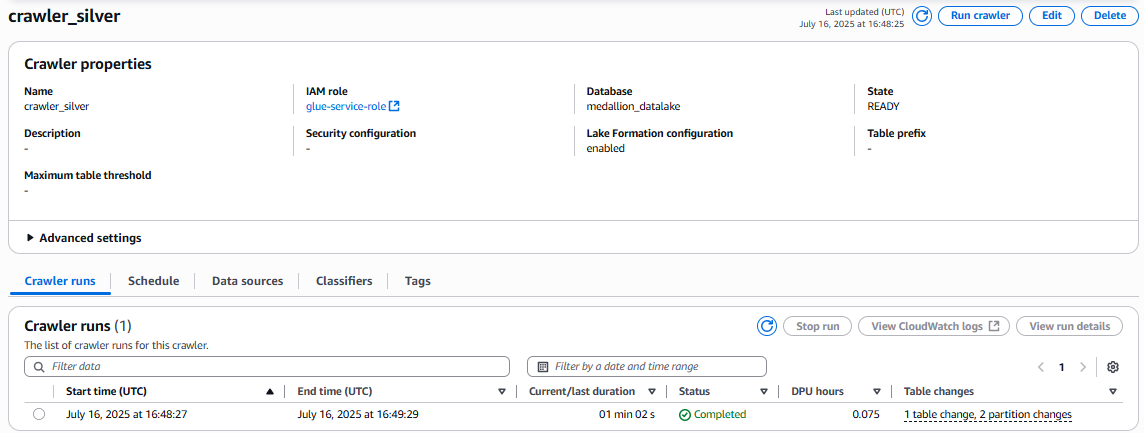 crawler_silver
Last updated (UTC)
July 16, 2025 at 16:48:25
Run crawler
Edit
Delete
Crawler properties
Name
crawler_silver
IAM role
glue-service-role
Database
medallion_datalake
State
READY
Description
-
Security configuration
-
Lake Formation configuration
enabled
Table prefix
-
Maximum table threshold
-
Advanced settings
Crawler runs
Schedule
Data sources
Classifiers
Tags
Crawler runs (1)
Stop run
View CloudWatch logs
View run details
The list of crawler runs for this crawler.
Filter data
Filter by a date and time range
1
Start time (UTC) End time (UTC) Current/last duration Status DPU hours Table changes
July 16, 2025 at 16:48:27 July 16, 2025 at 16:49:29 01 min 02 s Completed 0.075 1 table change, 2 partition changes